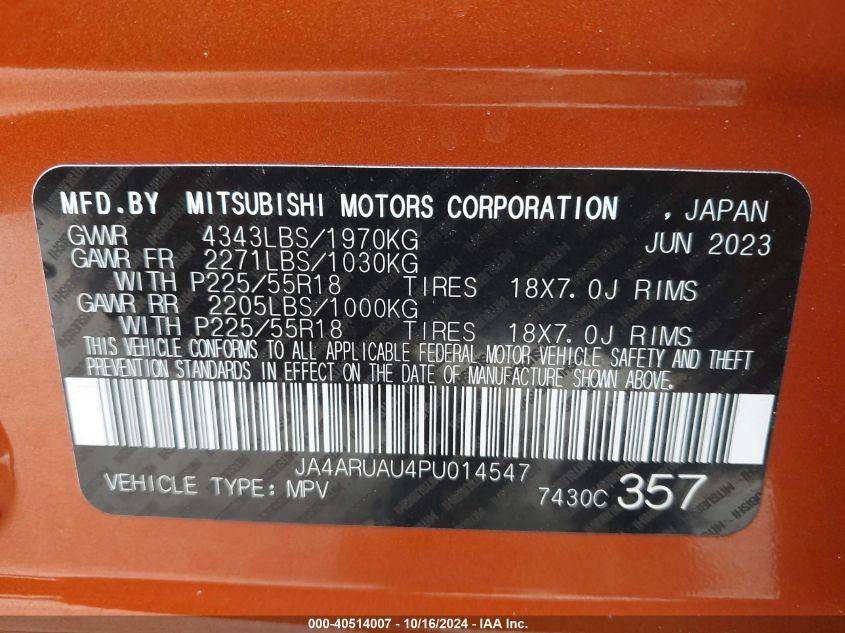 MFD.BY MITSUBISHI MOTORS CORPORATION , JAPAN
GVWR 4343LBS/1970KG JUN 2023
GAWR FR 2271LBS/1030KG
WITH P225/55R18 TIRES 18X7.0J RIMS
GAWR RR 2205LBS/1000KG
WITH P225/55R18 TIRES 18X7.0J RIMS
THIS VEHICLE CONFORMS TO ALL APPLICABLE FEDERAL MOTOR VEHICLE SAFETY AND THEFT
PREVENTION STANDARDS IN EFFECT ON THE DATE OF MANUFACTURE SHOWN ABOVE.
JA4ARUAU4PU014547
VEHICLE TYPE: MPV 7430C 357
000-40514007 - 10/16/2024 - IAA Inc.